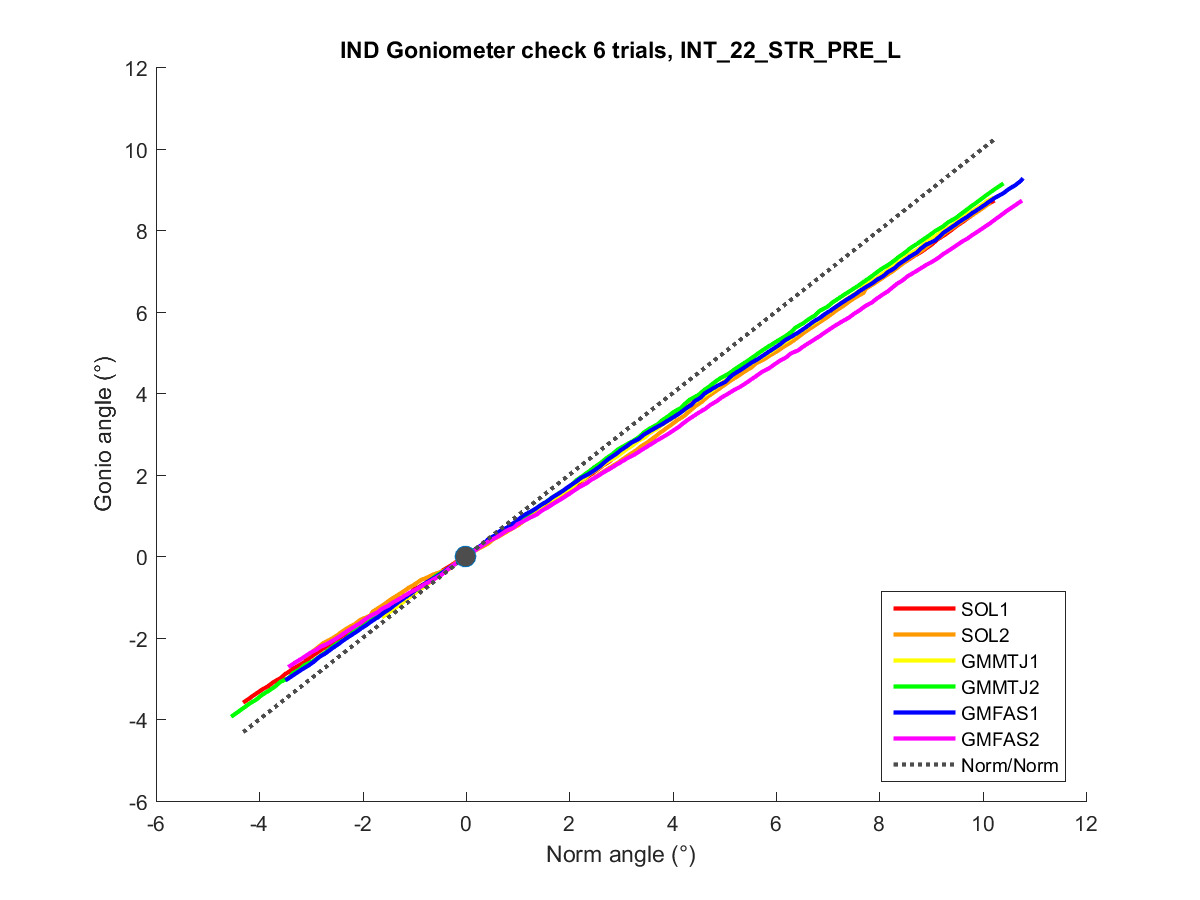 IND Goniometer check 6 trials, INT_22_STR_PRE_L
12
10
8
6
4
2
0
-2
-4
-6
Gonio angle (°)
-6 -4 -2 0 2 4 6 8 10 12
Norm angle (°)
SOL1
SOL2
GMMTJ1
GMMTJ2
GMFAS1
GMFAS2
Norm/Norm